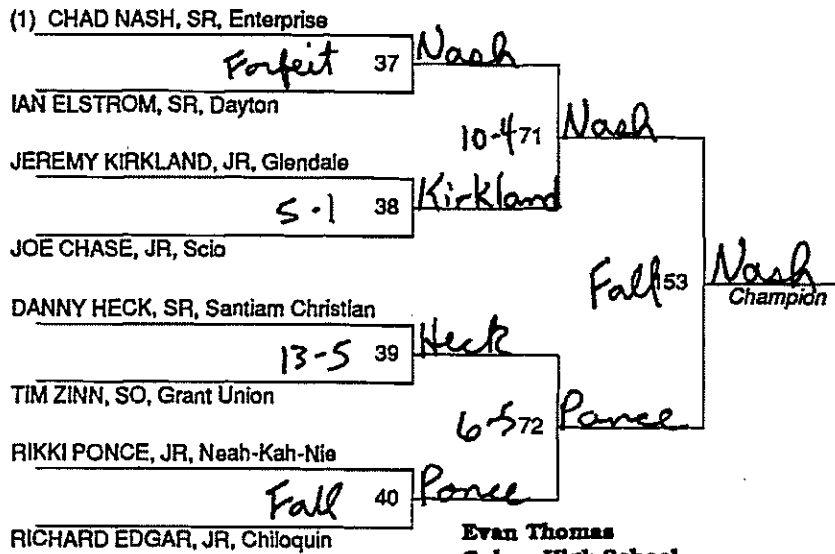 (1) CHAD NASH, SR, Enterprise
Forfeit 37 Nash
IAN ELSTROM, SR, Dayton
10-4 71 Nash
JEREMY KIRKLAND, JR, Glendale
5-1 38 Kirkland
JOE CHASE, JR, Scio
Fall 53 Nash
Champion
DANNY HECK, SR, Santiam Christian
13-5 39 Heck
TIM ZINN, SO, Grant Union
6-5 72 Ponce
RIKKI PONCE, JR, Neah-Kah-Nie
Fall 40 Ponce
RICHARD EDGAR, JR, Chiloquin
Evan Thomas
High School